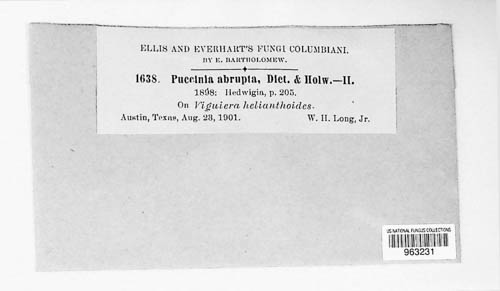 ELLIS AND EVERHART'S FUNGI COLUMBIANI.
BY E. BARTHOLOMEW.
1638. Puccinia abrupta, Diet. & Holw.—II.
1898: Hedwigia, p. 205.
On Viguiera helianthoides.
Austin, Texas, Aug. 23, 1901. W. H. Long, Jr.
US NATIONAL FUNGUS COLLECTIONS
963231